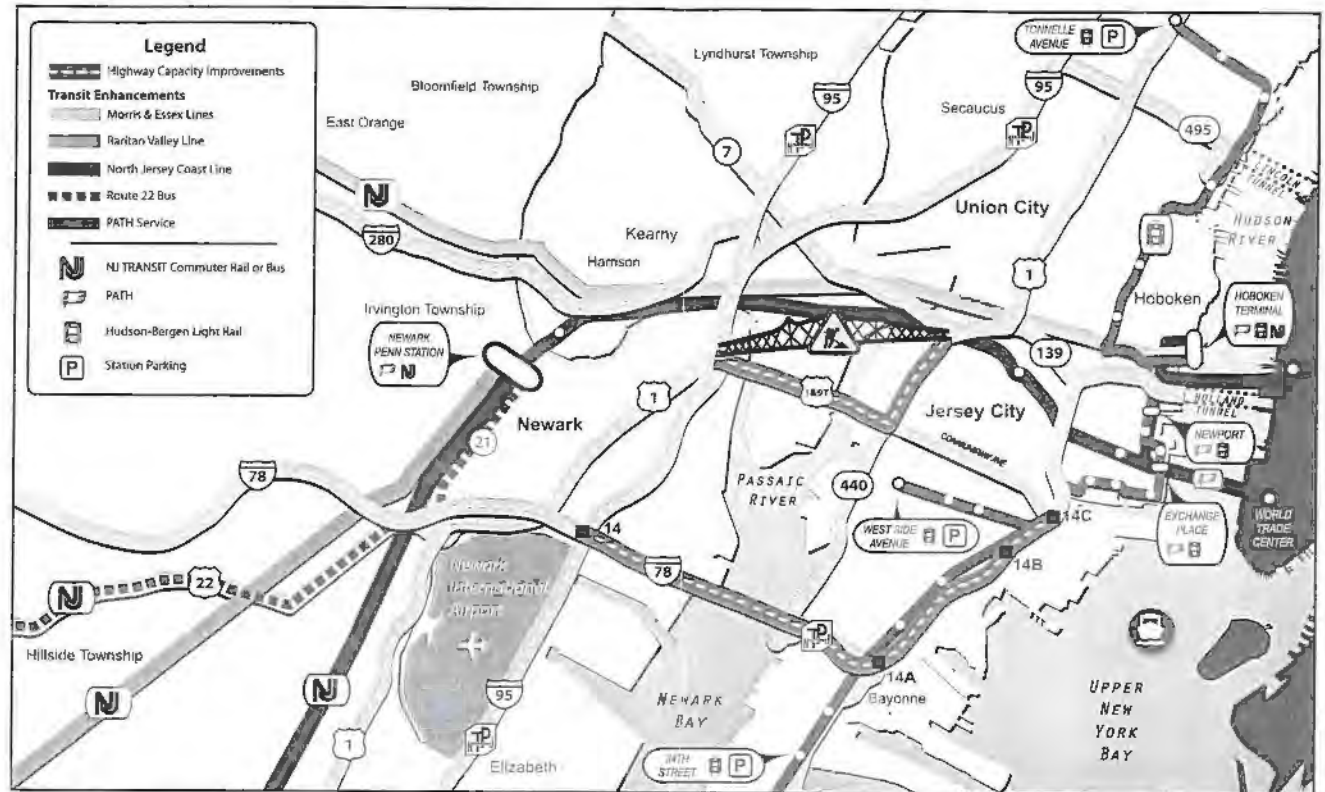 Legend
Highway Capacity Improvements
Transit Enhancements
Morris & Essex Lines
Raritan Valley Line
North Jersey Coast Line
Route 22 Bus
PATH Service
NJ TRANSIT Commuter Rail or Bus
PATH
Hudson-Bergen Light Rail
P
Station Parking
TONNELLE
AVENUE
P
Lyndhurst Township
Bloomfield Township
East Orange
95
Secaucus
95
495
7
LINCOLN
TUNNEL
HUDSON
RIVER
Union City
280
Kearny
Harrison
1
Hoboken
HOBOKEN
TERMINAL
Irvington Township
NEWARK
PENN STATION
139
1&9T
HOLLAND
TUNNEL
1
Jersey City
NEWPORT
Newark
21
COMMUNIPAW AVE
78
PASSAIC
RIVER
440
14
WEST SIDE
AVENUE
P
14C
EXCHANGE
PLACE
WORLD
TRADE
CENTER
14B
Newark
International
Airport
78
22
Hillside Township
14A
Bayonne
95
NEWARK
BAY
UPPER
NEW
YORK
BAY
1
Elizabeth
34TH
STREET
P